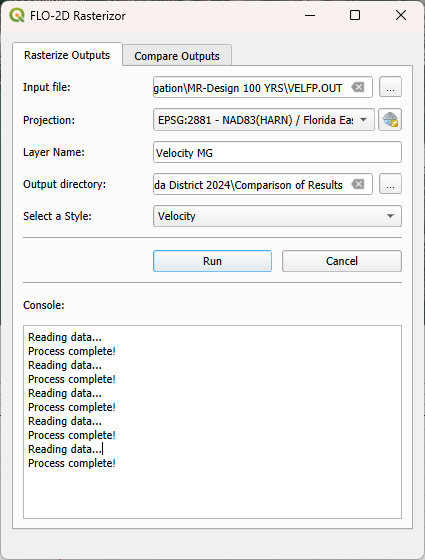 FLO-2D Rasterizor
Rasterize Outputs
Compare Outputs
Input file:
gation\MR-Design 100 YRS\VELFP.OUT
...
Projection:
EPSG:2881 - NAD83(HARN) / Florida Eas
Layer Name:
Velocity MG
Output directory:
da District 2024\Comparison of Results
...
Select a Style:
Velocity
Run
Cancel
Console:
Reading data...
Process complete!
Reading data...
Process complete!
Reading data...
Process complete!
Reading data...
Process complete!
Reading data...
Process complete!